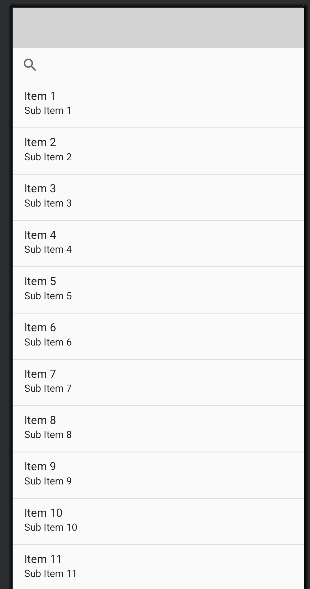 Item 1
Sub Item 1
Item 2
Sub Item 2
Item 3
Sub Item 3
Item 4
Sub Item 4
Item 5
Sub Item 5
Item 6
Sub Item 6
Item 7
Sub Item 7
Item 8
Sub Item 8
Item 9
Sub Item 9
Item 10
Sub Item 10
Item 11
Sub Item 11